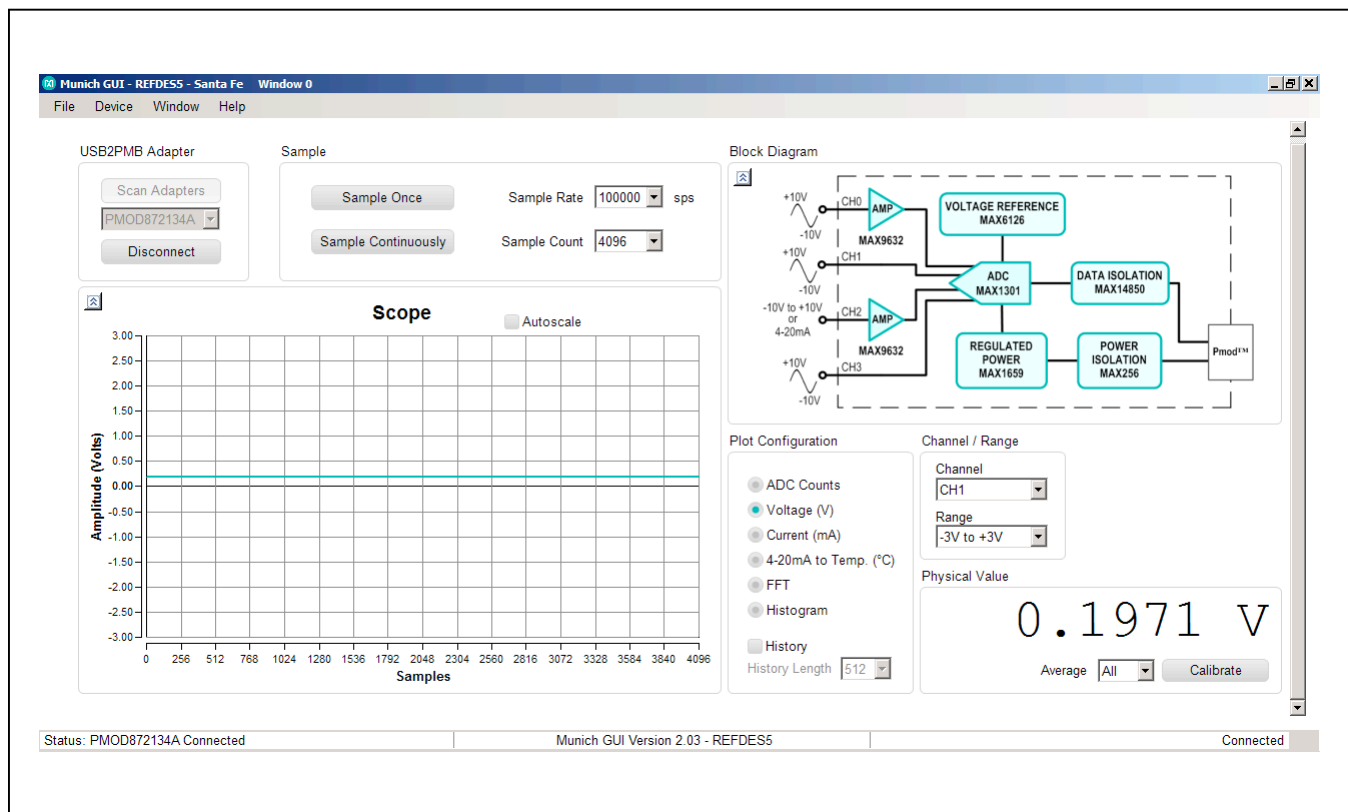 Munich GUI - REFDES5 - Santa Fe Window 0
File Device Window Help
USB2PMB Adapter
Scan Adapters
PMOD872134A
Disconnect
Sample
Sample Once
Sample Rate 100000 sps
Sample Continuously
Sample Count 4096
Scope
Autoscale
Amplitude (Volts)
3.00
2.50
2.00
1.50
1.00
0.50
0.00
-0.50
-1.00
-1.50
-2.00
-2.50
-3.00
0 256 512 768 1024 1280 1536 1792 2048 2304 2560 2816 3072 3328 3584 3840 4096
Samples
Block Diagram
+10V
-10V
CH0
AMP
MAX9632
VOLTAGE REFERENCE
MAX6126
+10V
-10V
CH1
ADC
MAX1301
DATA ISOLATION
MAX14850
-10V to +10V
or
4-20mA
CH2
AMP
MAX9632
REGULATED
POWER
MAX1659
POWER
ISOLATION
MAX256
Pmod™
+10V
-10V
CH3
Plot Configuration
ADC Counts
Voltage (V)
Current (mA)
4-20mA to Temp. (°C)
FFT
Histogram
History
History Length 512
Channel / Range
Channel
CH1
Range
-3V to +3V
Physical Value
0.1971 V
Average All Calibrate
Status: PMOD872134A Connected
Munich GUI Version 2.03 - REFDES5
Connected